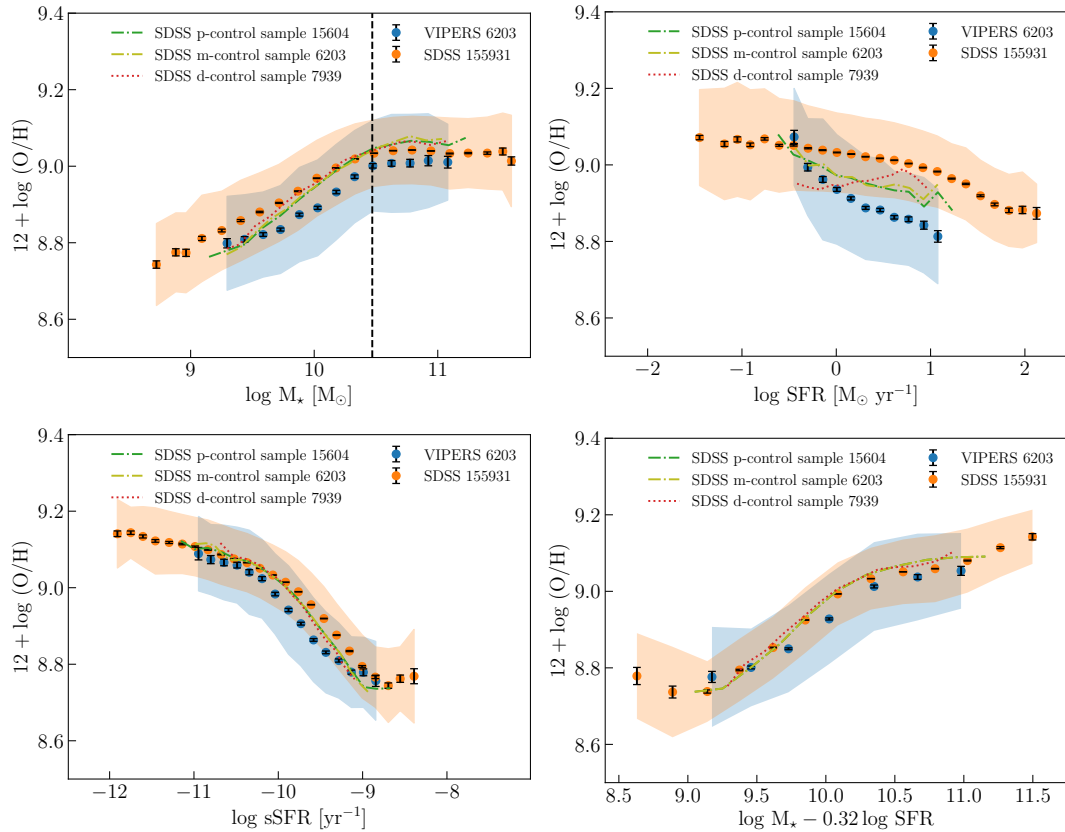 9.4
9.2
9.0
8.8
8.6
12 + log (O/H)
SDSS p-control sample 15604
SDSS m-control sample 6203
SDSS d-control sample 7939
VIPERS 6203
SDSS 155931
9 10 11
log M⋆ [M⊙]
9.4
9.2
9.0
8.8
8.6
12 + log (O/H)
SDSS p-control sample 15604
SDSS m-control sample 6203
SDSS d-control sample 7939
VIPERS 6203
SDSS 155931
−2 −1 0 1 2
log SFR [M⊙ yr⁻¹]
9.4
9.2
9.0
8.8
8.6
12 + log (O/H)
SDSS p-control sample 15604
SDSS m-control sample 6203
SDSS d-control sample 7939
VIPERS 6203
SDSS 155931
−12 −11 −10 −9 −8
log sSFR [yr⁻¹]
9.4
9.2
9.0
8.8
8.6
12 + log (O/H)
SDSS p-control sample 15604
SDSS m-control sample 6203
SDSS d-control sample 7939
VIPERS 6203
SDSS 155931
8.5 9.0 9.5 10.0 10.5 11.0 11.5
log M⋆ − 0.32 log SFR